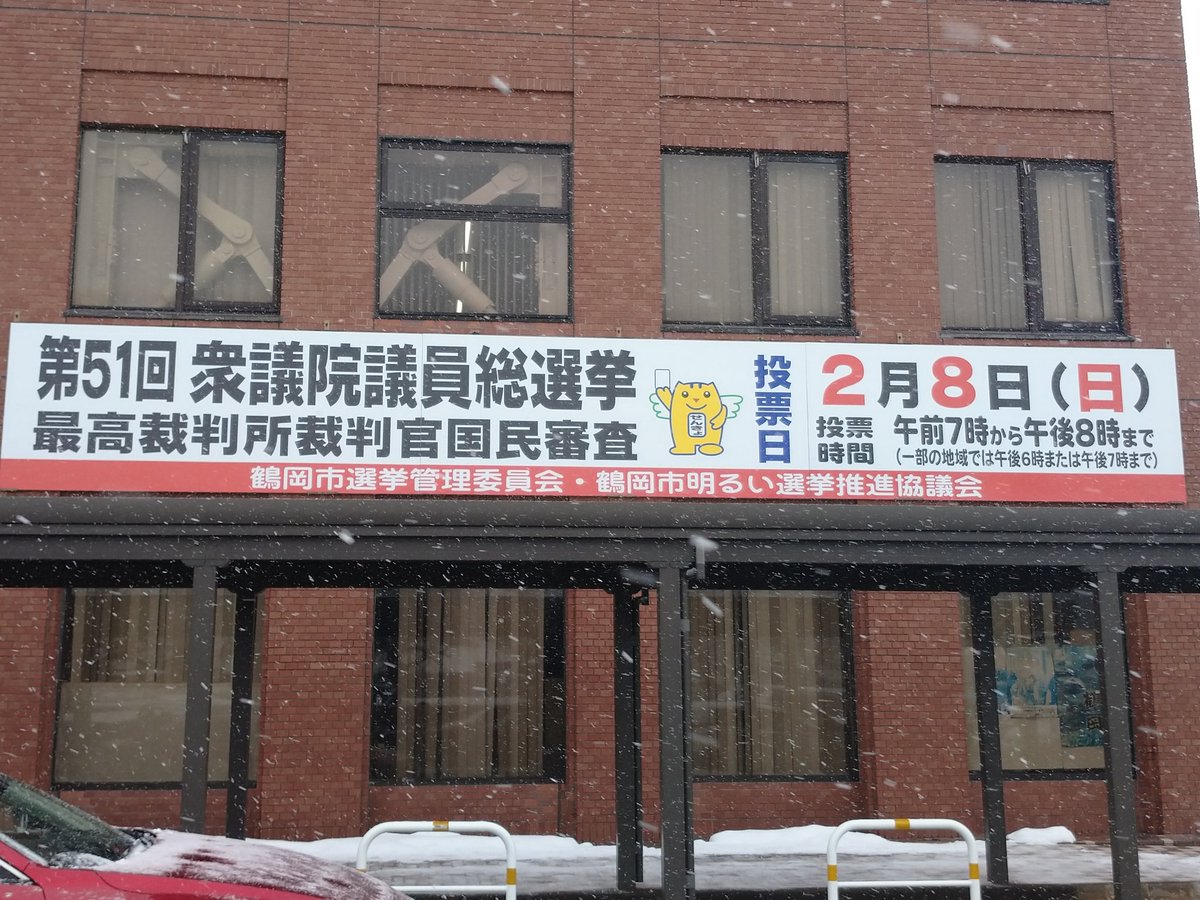 第51回 衆議院議員総選挙
最高裁判所裁判官国民審査
投票日
2月8日(日)
投票時間 午前7時から午後8時まで
(一部の地域では午後6時または午後7時まで)
鶴岡市選挙管理委員会・鶴岡市明るい選挙推進協議会